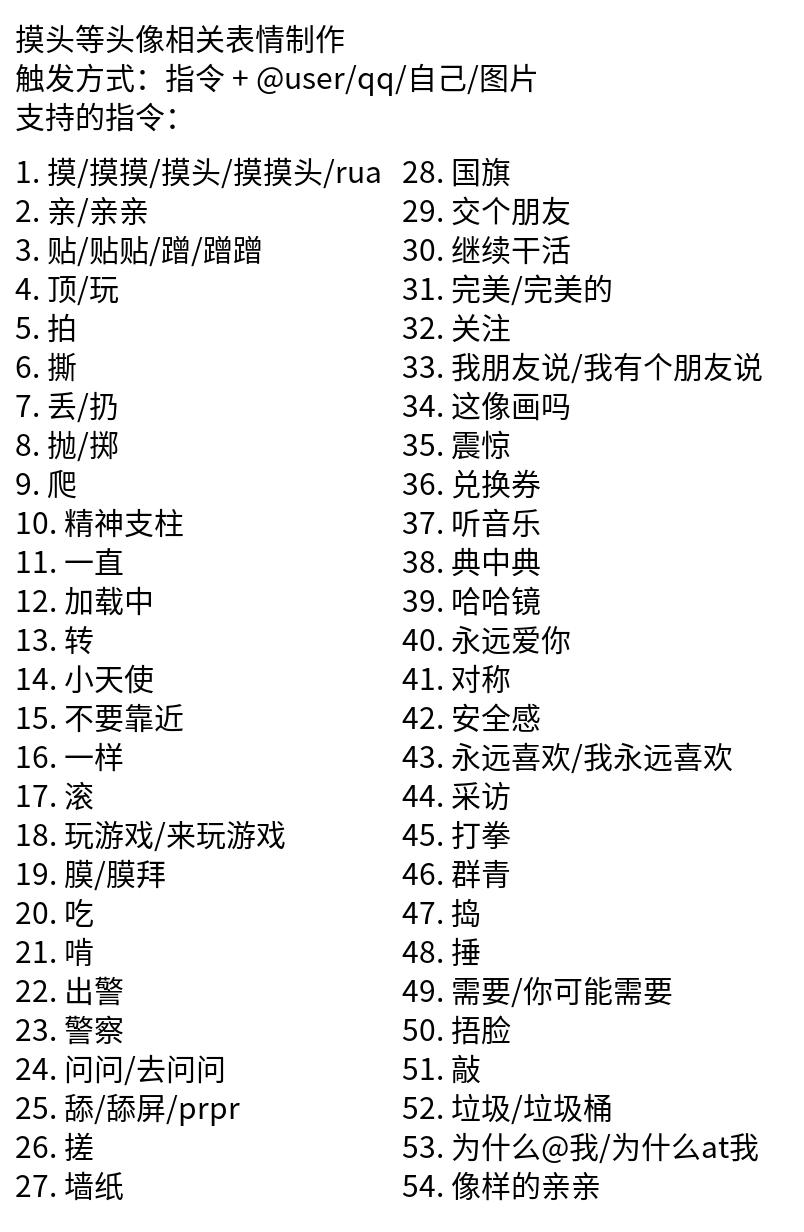 摸头等头像相关表情制作
触发方式：指令 + @user/qq/自己/图片
支持的指令：
1. 摸/摸摸/摸头/摸摸头/rua
2. 亲/亲亲
3. 贴/贴贴/蹭/蹭蹭
4. 顶/玩
5. 拍
6. 撕
7. 丢/扔
8. 抛/掷
9. 爬
10. 精神支柱
11. 一直
12. 加载中
13. 转
14. 小天使
15. 不要靠近
16. 一样
17. 滚
18. 玩游戏/来玩游戏
19. 膜/膜拜
20. 吃
21. 啃
22. 出警
23. 警察
24. 问问/去问问
25. 舔/舔屏/prpr
26. 搓
27. 墙纸
28. 国旗
29. 交个朋友
30. 继续干活
31. 完美/完美的
32. 关注
33. 我朋友说/我有个朋友说
34. 这像画吗
35. 震惊
36. 兑换券
37. 听音乐
38. 典中典
39. 哈哈镜
40. 永远爱你
41. 对称
42. 安全感
43. 永远喜欢/我永远喜欢
44. 采访
45. 打拳
46. 群青
47. 捣
48. 捶
49. 需要/你可能需要
50. 捂脸
51. 敲
52. 垃圾/垃圾桶
53. 为什么@我/为什么at我
54. 像样的亲亲